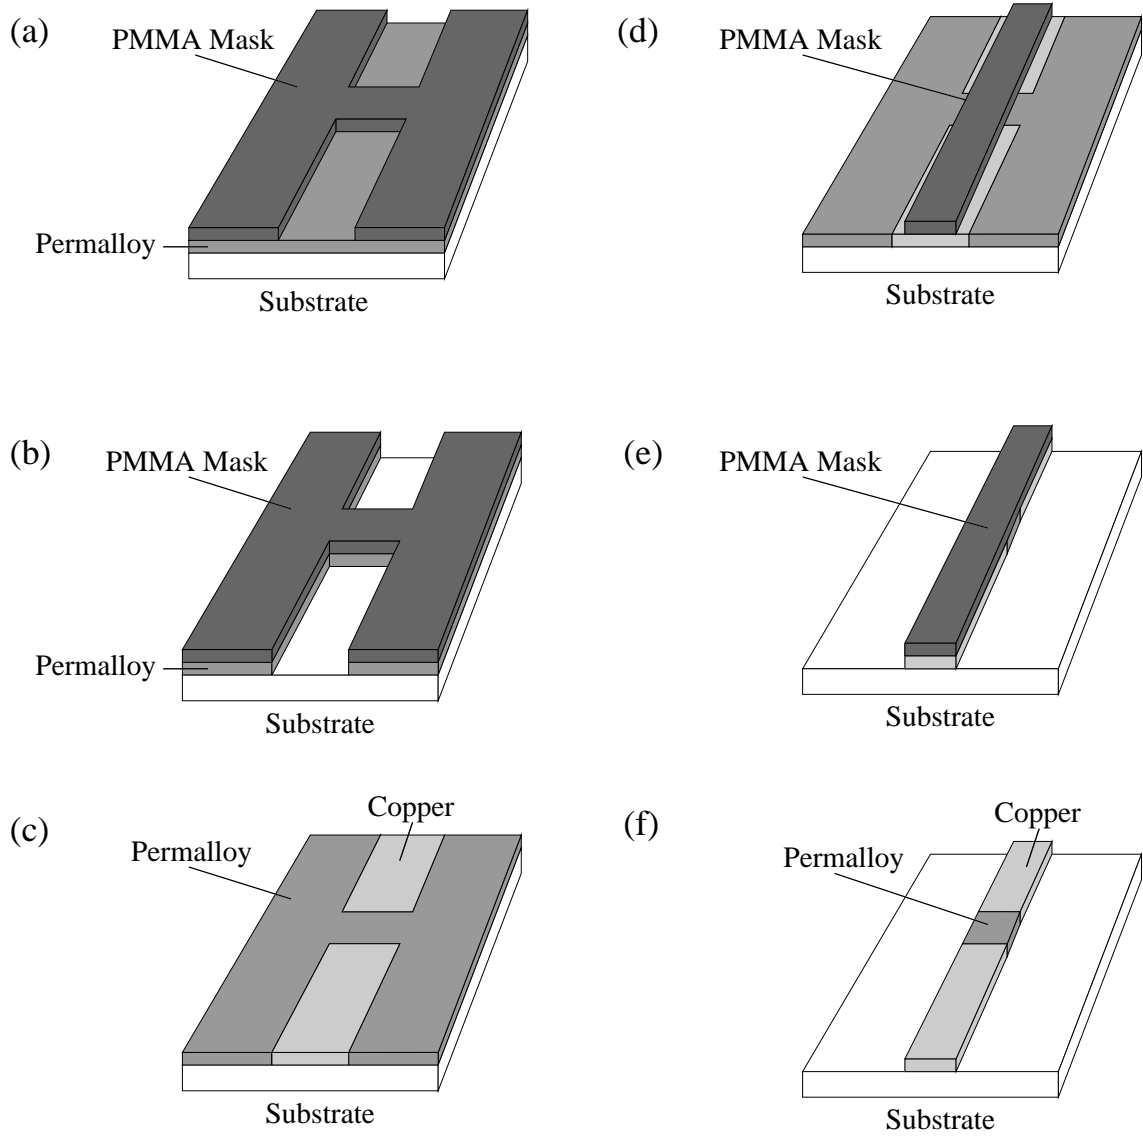 (a)
PMMA Mask
Permalloy
Substrate
(b)
PMMA Mask
Permalloy
Substrate
(c)
Copper
Permalloy
Substrate
(d)
PMMA Mask
Substrate
(e)
PMMA Mask
Substrate
(f)
Copper
Permalloy
Substrate